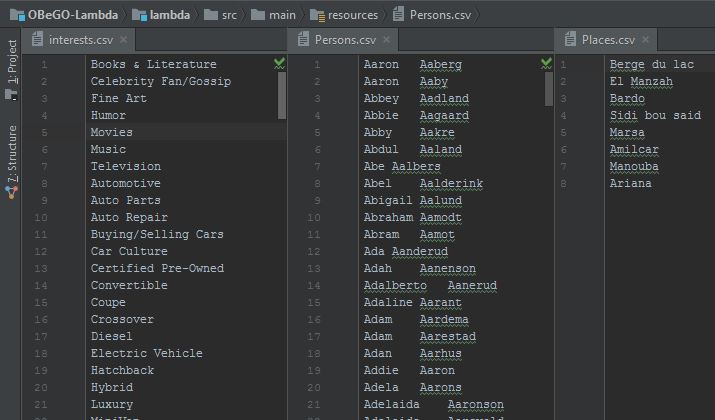 OBeGO-Lambda lambda src main resources Persons.csv
1: Project
7: Structure
interests.csv
1 Books & Literature
2 Celebrity Fan/Gossip
3 Fine Art
4 Humor
5 Movies
6 Music
7 Television
8 Automotive
9 Auto Parts
10 Auto Repair
11 Buying/Selling Cars
12 Car Culture
13 Certified Pre-Owned
14 Convertible
15 Coupe
16 Crossover
17 Diesel
18 Electric Vehicle
19 Hatchback
20 Hybrid
21 Luxury
MiniVan
Persons.csv
1 Aaron Aaberg
2 Aaron Aaby
3 Abbey Aadland
4 Abbie Aagaard
5 Abby Aakre
6 Abdul Aaland
7 Abe Aalbers
8 Abel Aalderink
9 Abigail Aalund
10 Abraham Aamodt
11 Abram Aamot
12 Ada Aanderud
13 Adah Aanenson
14 Adalberto Aanerud
15 Adaline Aarant
16 Adam Aardema
17 Adam Aarestad
18 Adan Aarhus
19 Addie Aaron
20 Adela Aarons
21 Adelaida Aaronson
Places.csv
1 Berge du lac
2 El Manzah
3 Bardo
4 Sidi bou said
5 Marsa
6 Amilcar
7 Manouba
8 Ariana